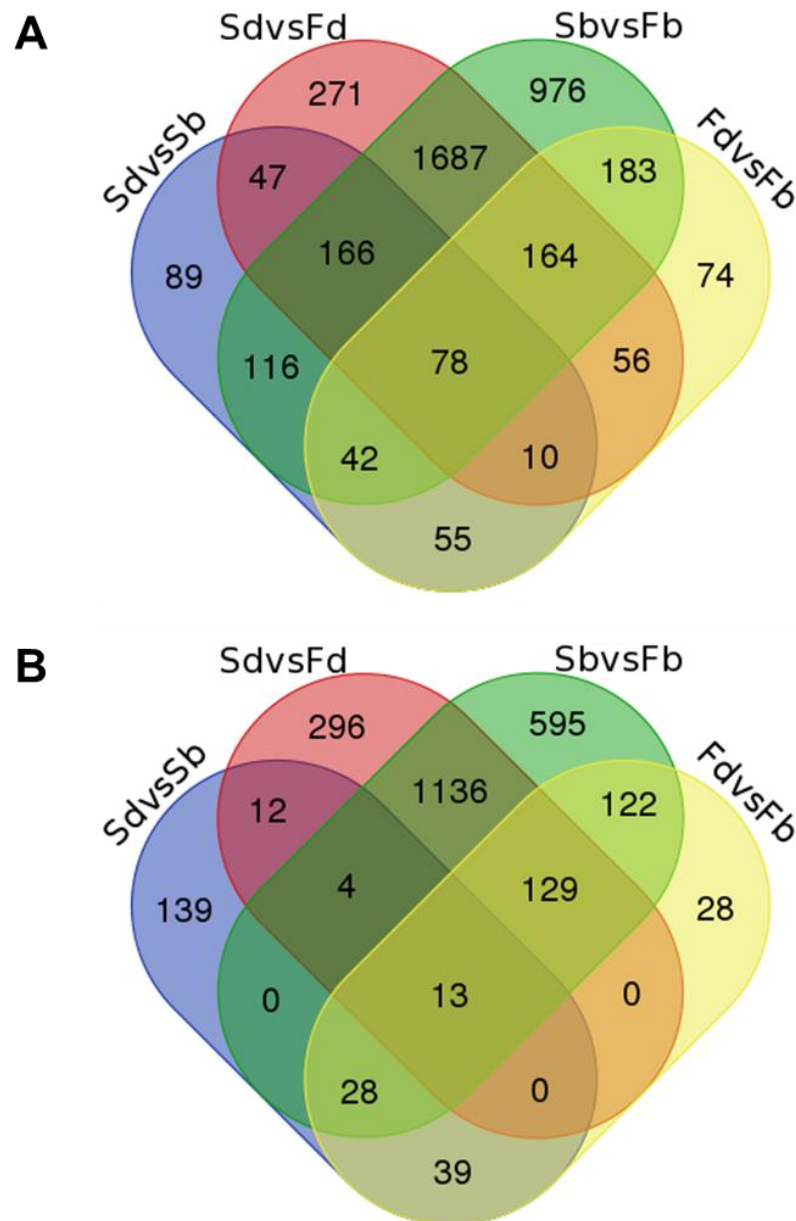 A
SdvsFd SbvsFb
SdvsSb FdvsFb
271 976
47 1687 183
89 166 164 74
116 78 56
42 10
55
B
SdvsFd SbvsFb
SdvsSb FdvsFb
296 595
12 1136 122
139 4 129 28
0 13 0
28 0
39